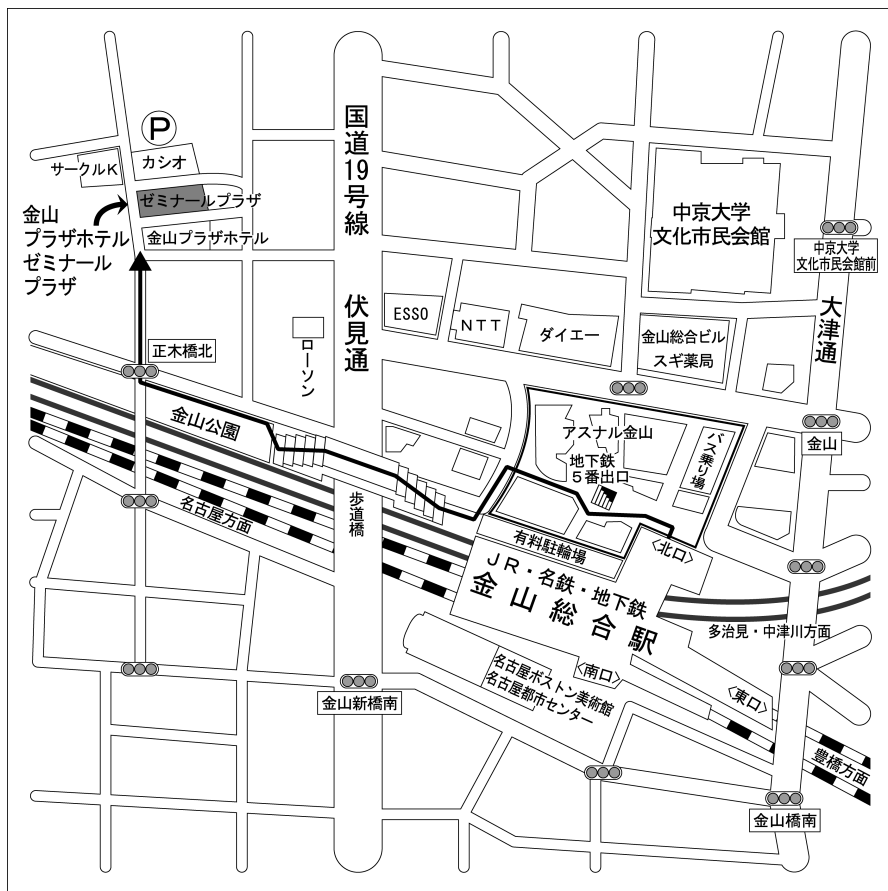 P
サークルK
カシオ
ゼミナールプラザ
金山
プラザホテル
ゼミナール
プラザ
金山プラザホテル
国道19号線
伏見通
中京大学
文化市民会館
中京大学
文化市民会館前
大津通
正木橋北
ローソン
ESSO
NTT
ダイエー
金山総合ビル
スギ薬局
金山
金山公園
アスナル金山
地下鉄
5番出口
バス乗り場
名古屋方面
歩道橋
有料駐輪場
<北口>
JR・名鉄・地下鉄
金山総合駅
多治見・中津川方面
<南口>
名古屋ボストン美術館
名古屋都市センター
<東口>
金山新橋南
豊橋方面
金山橋南